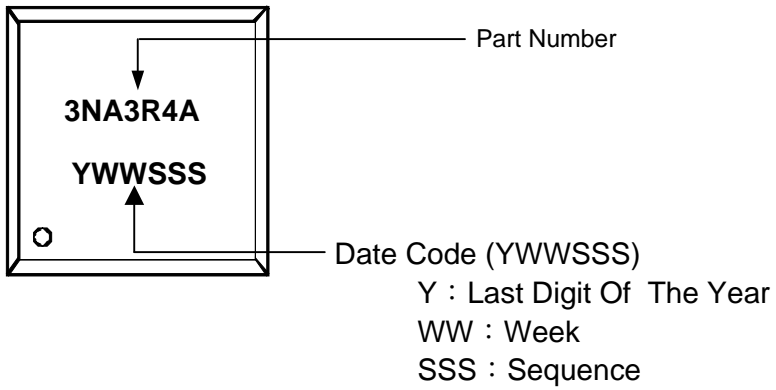 Part Number
3NA3R4A
YWWSSS
Date Code (YWWSSS)
Y：Last Digit Of The Year
WW：Week
SSS：Sequence